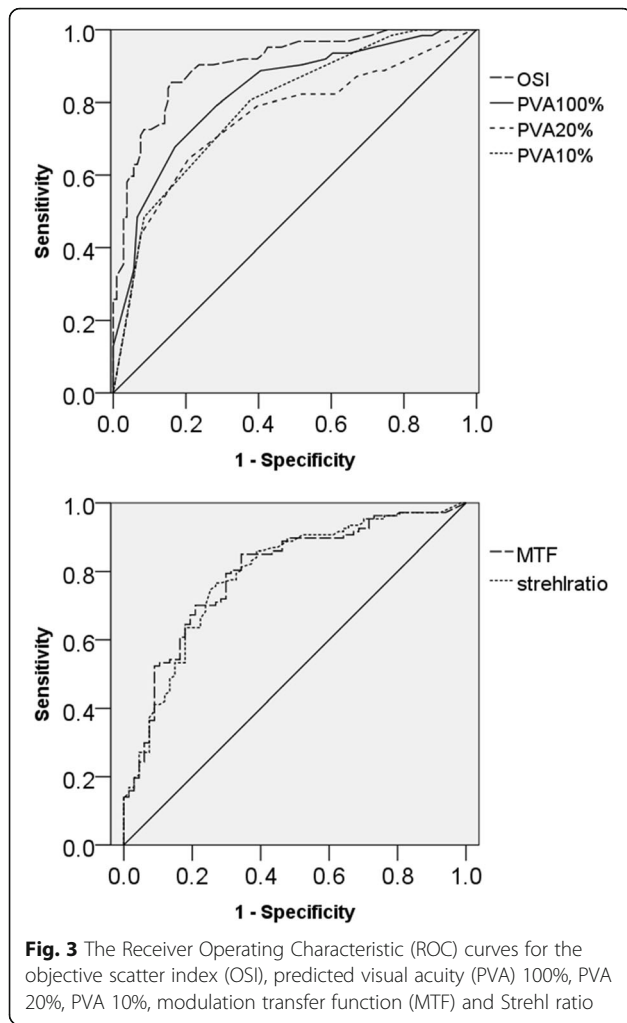 1.0
0.8
0.6
0.4
0.2
0.0
Sensitivity
0.0 0.2 0.4 0.6 0.8 1.0
1 - Specificity
OSI
PVA100%
PVA20%
PVA10%
1.0
0.8
0.6
0.4
0.2
0.0
Sensitivity
0.0 0.2 0.4 0.6 0.8 1.0
1 - Specificity
MTF
strehlratio
Fig. 3 The Receiver Operating Characteristic (ROC) curves for the
objective scatter index (OSI), predicted visual acuity (PVA) 100%, PVA
20%, PVA 10%, modulation transfer function (MTF) and Strehl ratio